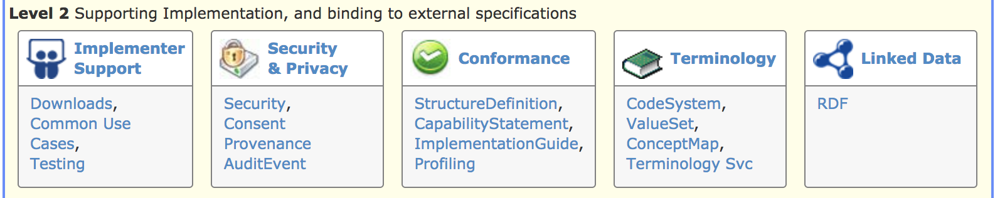 Level 2 Supporting Implementation, and binding to external specifications
Implementer
Support
Downloads,
Common Use
Cases,
Testing
Security
& Privacy
Security,
Consent
Provenance
AuditEvent
Conformance
StructureDefinition,
CapabilityStatement,
ImplementationGuide,
Profiling
Terminology
CodeSystem,
ValueSet,
ConceptMap,
Terminology Svc
Linked Data
RDF